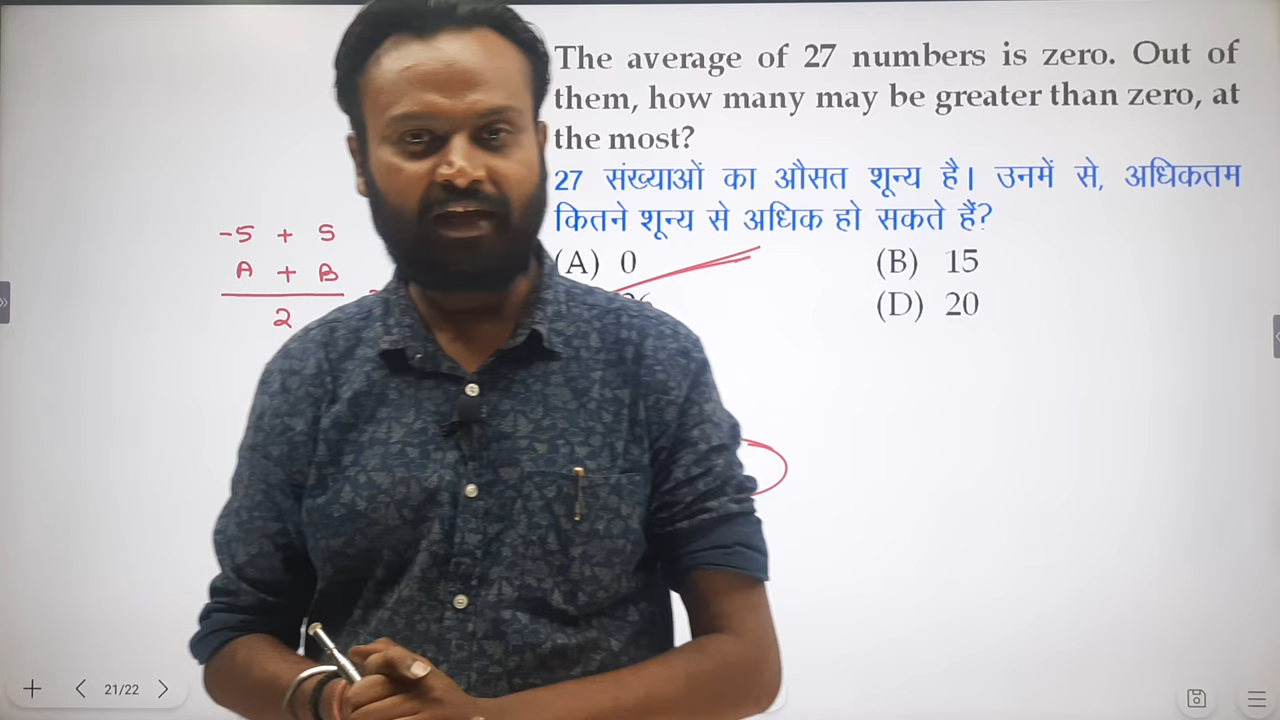 The average of 27 numbers is zero. Out of
them, how many may be greater than zero, at
the most?
27 संख्याओं का औसत शून्य है। उनमें से, अधिकतम
कितने शून्य से अधिक हो सकते हैं?
(A) 0
(B) 15
(D) 20
-5 + 5
A + B
2
21/22